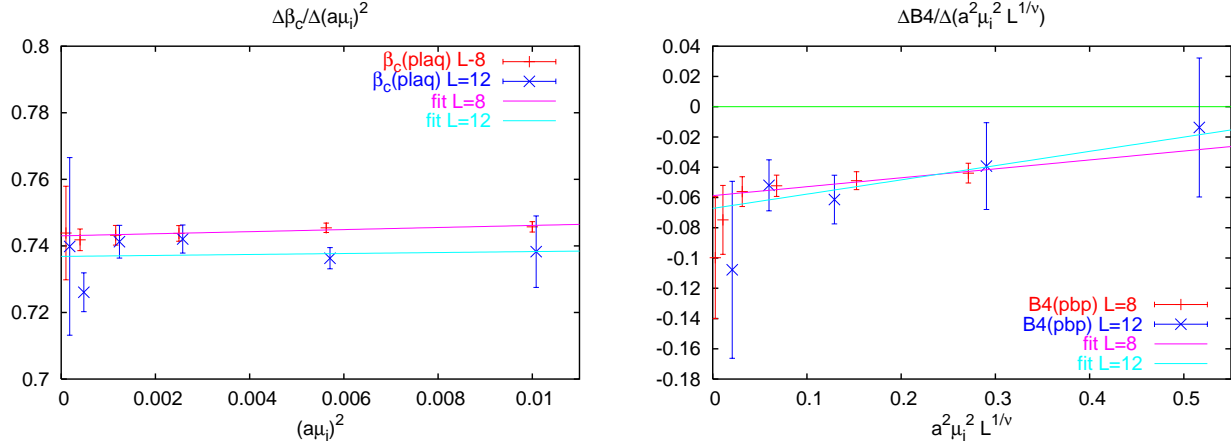 Δβc/Δ(aμi)²
0.8
0.78
0.76
0.74
0.72
0.7
βc(plaq) L-8
βc(plaq) L=12
fit L=8
fit L=12
0
0.002
0.004
0.006
0.008
0.01
(aμi)²
ΔB4/Δ(a²μi² L^1/ν)
0.04
0.02
0
-0.02
-0.04
-0.06
-0.08
-0.1
-0.12
-0.14
-0.16
-0.18
B4(pbp) L=8
B4(pbp) L=12
fit L=8
fit L=12
0
0.1
0.2
0.3
0.4
0.5
a²μi² L^1/ν